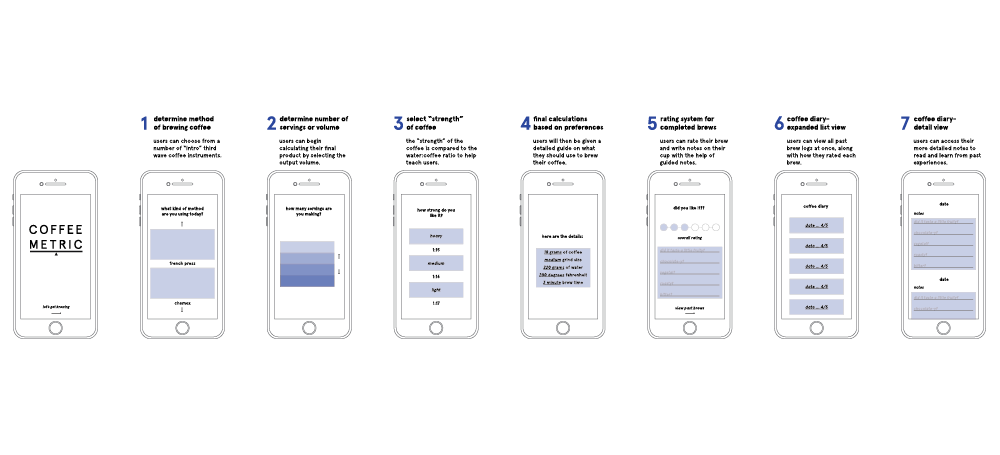 1
determine method
of brewing coffee
users can choose from a
number of "intro" third
wave coffee instruments.
2
determine number of
servings or volume
users can begin
calculating their final
product by selecting the
output volume.
3
select "strength"
of coffee
the "strength" of the
coffee is compared to the
water:coffee ratio to help
teach users.
4
final calculations
based on preferences
users will then be given a
detailed guide on what
they should use to brew
their coffee.
5
rating system for
completed brews
users can rate their brew
and write notes on their
cup with the help of
guided notes.
6
coffee diary-
expanded list view
users can view all past
brew logs at once, along
with how they rated each
brew.
7
coffee diary-
detail view
users can access their
more detailed notes to
read and learn from past
experiences.
COFFEE
METRIC
let's get brewing
what kind of method
are you using today?
french press
chemex
how many servings are
you making?
how strong do you
like it?
heavy
1:15
medium
1:16
light
1:17
here are the details:
grams of coffee
medium grind size
grams of water
degrees fahrenheit
minute brew time
did you like it??
overall rating
view past brews
coffee diary
date ... 4/5
date ... 4/5
date ... 4/5
date ... 4/5
date ... 4/5
date
notes
date
notes